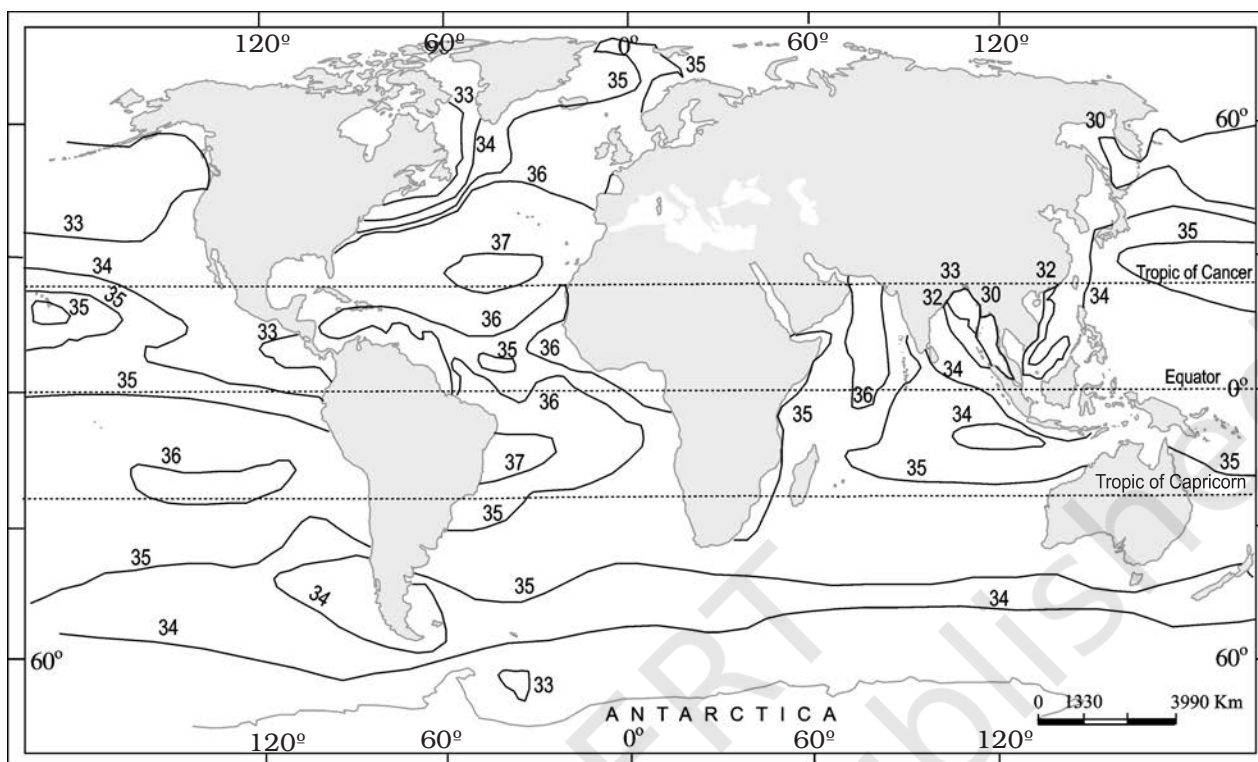 120º 60º 0º 60º 120º
35 35
33
30 60º
34
36
33 35
37
34 33 32 Tropic of Cancer
35 35 32 30 34
36
33 35 36 34
35 Equator 0º
36 36
35 34
36 37 35 35
Tropic of Capricorn
35
35 35 34
34
34
60º 60º
33
0 1330 3990 Km
ANTARCTICA
120º 60º 0º 60º 120º